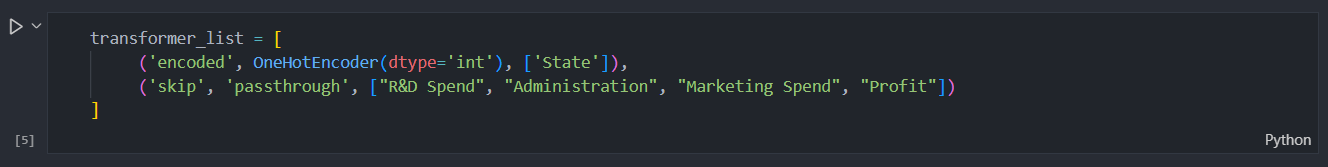 transformer_list = [
('encoded', OneHotEncoder(dtype='int'), ['State']),
('skip', 'passthrough', ["R&D Spend", "Administration", "Marketing Spend", "Profit"])
]
[5]
Python